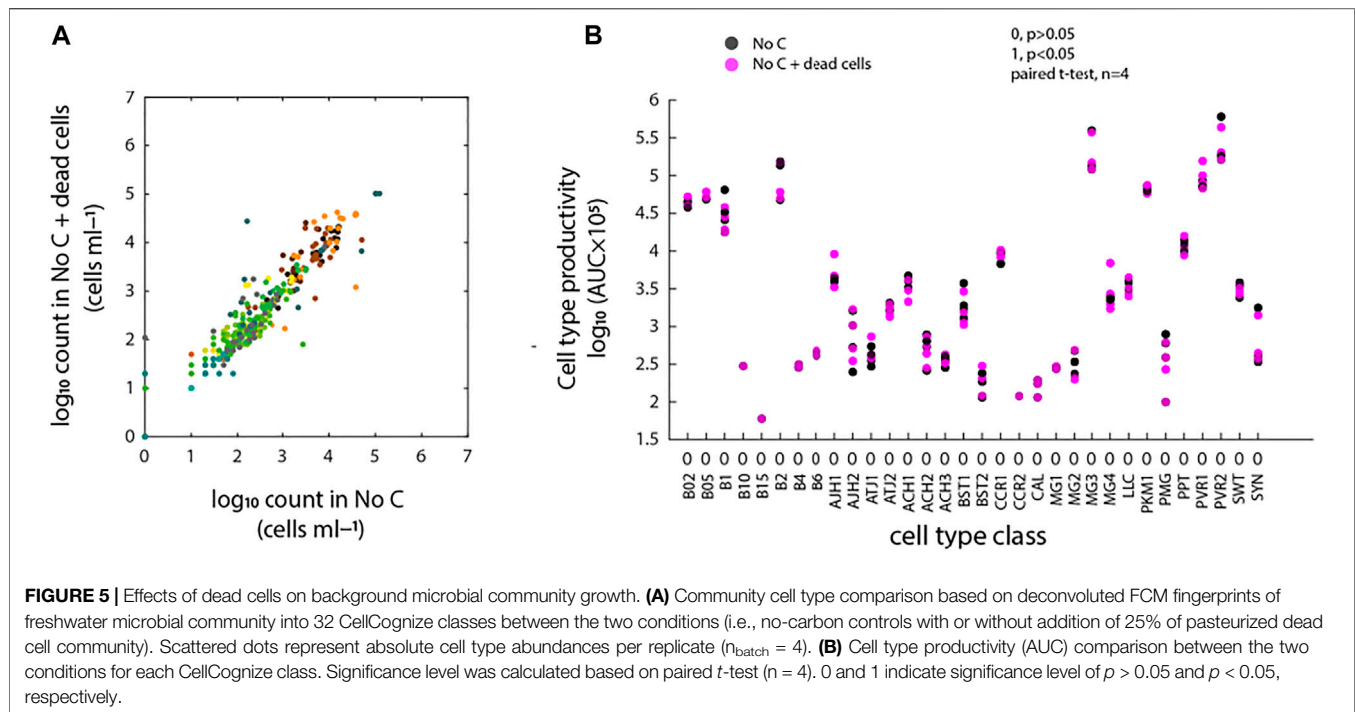 A
log₁₀ count in No C + dead cells
(cells ml–¹)
7
6
5
4
3
2
1
0
0 1 2 3 4 5 6 7
log₁₀ count in No C
(cells ml–¹)
B
No C
No C + dead cells
0, p>0.05
1, p<0.05
paired t-test, n=4
Cell type productivity
log₁₀ (AUC×10⁵)
6
5.5
5
4.5
4
3.5
3
2.5
2
1.5
0 0 0 0 0 0 0 0 0 0 0 0 0 0 0 0 0 0 0 0 0 0 0 0 0 0 0 0 0 0 0 0
B02 B05 B1 B10 B15 B2 B4 B6 AJH1 AJH2 ATJ1 ATJ2 ACH1 ACH2 ACH3 BST1 BST2 CCR1 CCR2 CAL MG1 MG2 MG3 MG4 LLC PKM1 PMG PPT PVR1 PVR2 SWT SYN
cell type class
FIGURE 5 | Effects of dead cells on background microbial community growth. (A) Community cell type comparison based on deconvoluted FCM fingerprints of
freshwater microbial community into 32 CellCognize classes between the two conditions (i.e., no-carbon controls with or without addition of 25% of pasteurized dead
cell community). Scattered dots represent absolute cell type abundances per replicate (nbatch = 4). (B) Cell type productivity (AUC) comparison between the two
conditions for each CellCognize class. Significance level was calculated based on paired t-test (n = 4). 0 and 1 indicate significance level of p > 0.05 and p < 0.05,
respectively.